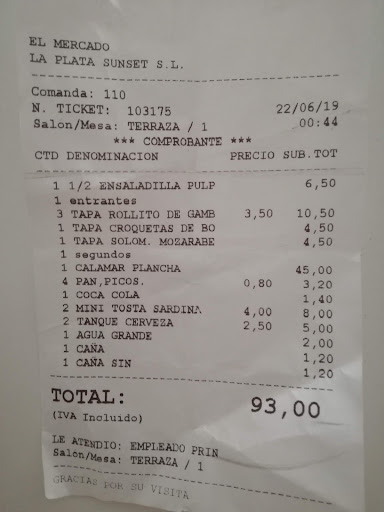 EL MERCADO
LA PLATA SUNSET S.L.
Comanda: 110
N. TICKET: 103175 22/06/19
Salon/Mesa: TERRAZA / 1 00:44
*** COMPROBANTE ***
CTD DENOMINACION PRECIO SUB.TOT
1 1/2 ENSALADILLA PULP 6,50
1 entrantes
3 TAPA ROLLITO DE GAMB 3,50 10,50
1 TAPA CROQUETAS DE BO 4,50
1 TAPA SOLOM. MOZARABE 4,50
1 segundos
1 CALAMAR PLANCHA 45,00
4 PAN,PICOS. 0,80 3,20
1 COCA COLA 1,40
2 MINI TOSTA SARDINA 4,00 8,00
2 TANQUE CERVEZA 2,50 5,00
1 AGUA GRANDE 2,00
1 CAÑA 1,20
1 CAÑA SIN 1,20
TOTAL: 93,00
(IVA Incluido)
LE ATENDIO: EMPLEADO PRIN
Salon/Mesa: TERRAZA / 1
GRACIAS POR SU VISITA